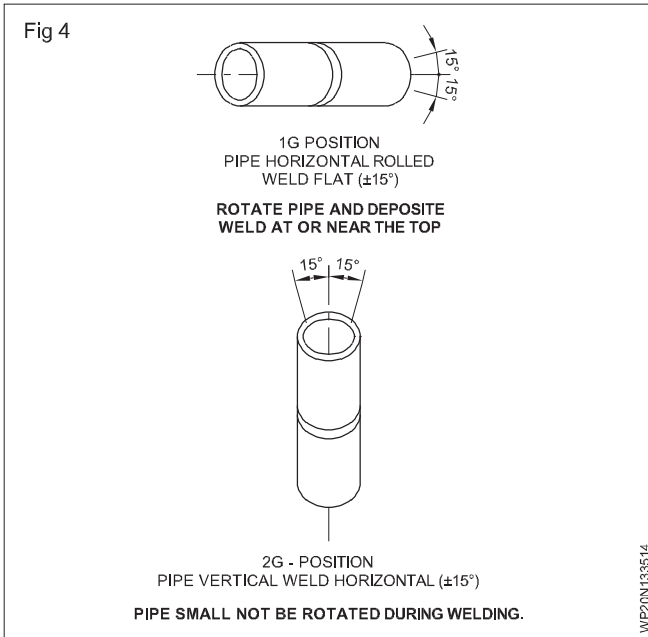 Fig 4
15°
15°
1G POSITION
PIPE HORIZONTAL ROLLED
WELD FLAT (±15°)
ROTATE PIPE AND DEPOSITE
WELD AT OR NEAR THE TOP
15° 15°
2G - POSITION
PIPE VERTICAL WELD HORIZONTAL (±15°)
PIPE SMALL NOT BE ROTATED DURING WELDING.
WP20N133514